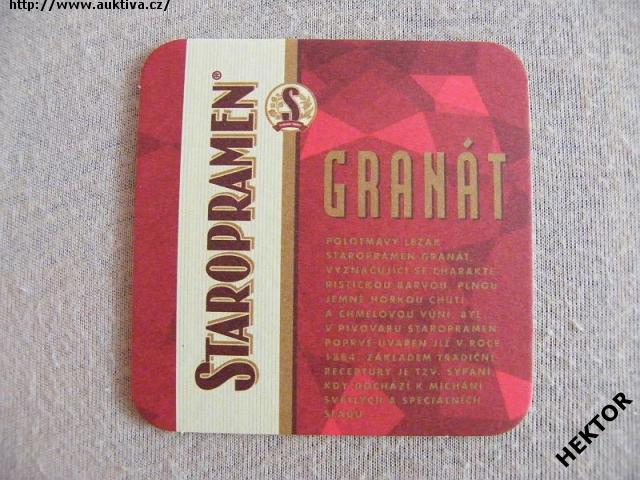 http://www.auktiva.cz/
STAROPRAMEN®
S
GRANÁT
POLOTMAVÝ LEŽÁK
STAROPRAMEN GRANÁT,
VYZNAČUJÍCÍ SE CHARAKTE-
RISTICKOU BARVOU, PLNOU
JEMNĚ HOŘKOU CHUTÍ
A CHMELOVOU VŮNÍ, BYL
V PIVOVARU STAROPRAMEN
POPRVÉ UVAŘEN JIŽ V ROCE
1884. ZÁKLADEM TRADIČNÍ
RECEPTURY JE TZV. SYPÁNÍ,
KDY DOCHÁZÍ K MÍCHÁNÍ
SVĚTLÝCH A SPECIÁLNÍCH
SLADŮ.
HEKTOR